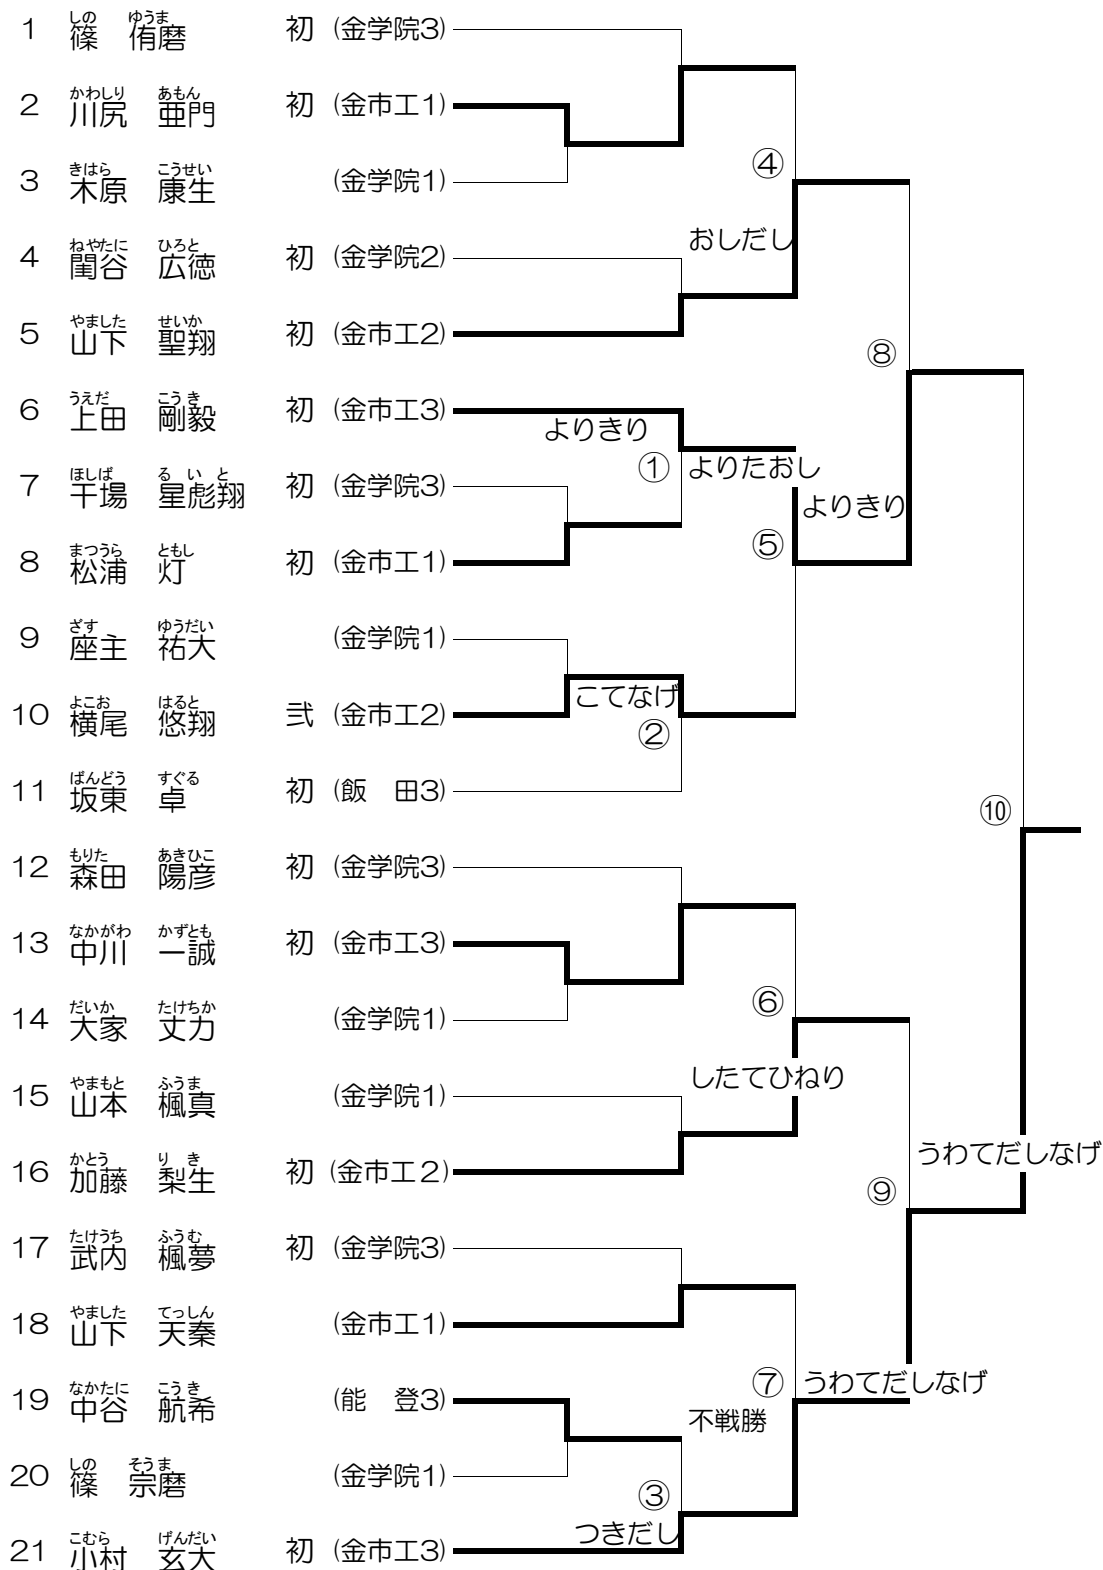 しの　ゆうま
1 篠　侑磨 初 (金学院3)
かわしり　あもん
2 川尻　亜門 初 (金市工1)
きはら　こうせい
3 木原　康生 (金学院1)
④
おしだし
ねやたに　ひろと
4 閨谷　広徳 初 (金学院2)
やました　せいか
5 山下　聖翔 初 (金市工2)
⑧
うえだ　こうき
6 上田　剛毅 初 (金市工3)
よりきり
① よりたおし
ほしば　るいと
7 干場　星彪翔 初 (金学院3)
よりきり
⑤
まつうら　ともし
8 松浦　灯 初 (金市工1)
ざす　ゆうだい
9 座主　祐大 (金学院1)
こてなげ
よこお　はると
10 横尾　悠翔 弐 (金市工2)
②
ばんどう　すぐる
11 坂東　卓 初 (飯　田3)
⑩
もりた　あきひこ
12 森田　陽彦 初 (金学院3)
なかがわ　かずとも
13 中川　一誠 初 (金市工3)
⑥
だいか　たけちか
14 大家　丈力 (金学院1)
したてひねり
やまもと　ふうま
15 山本　楓真 (金学院1)
うわてだしなげ
かとう　りき
16 加藤　梨生 初 (金市工２)
⑨
たけうち　ふうむ
17 武内　楓夢 初 (金学院3)
やました　てっしん
18 山下　天秦 (金市工1)
⑦ うわてだしなげ
なかたに　こうき
19 中谷　航希 (能　登3)
不戦勝
しの　そうま
20 篠　宗磨 (金学院1)
③
つきだし
こむら　げんだい
21 小村　玄大 初 (金市工3)